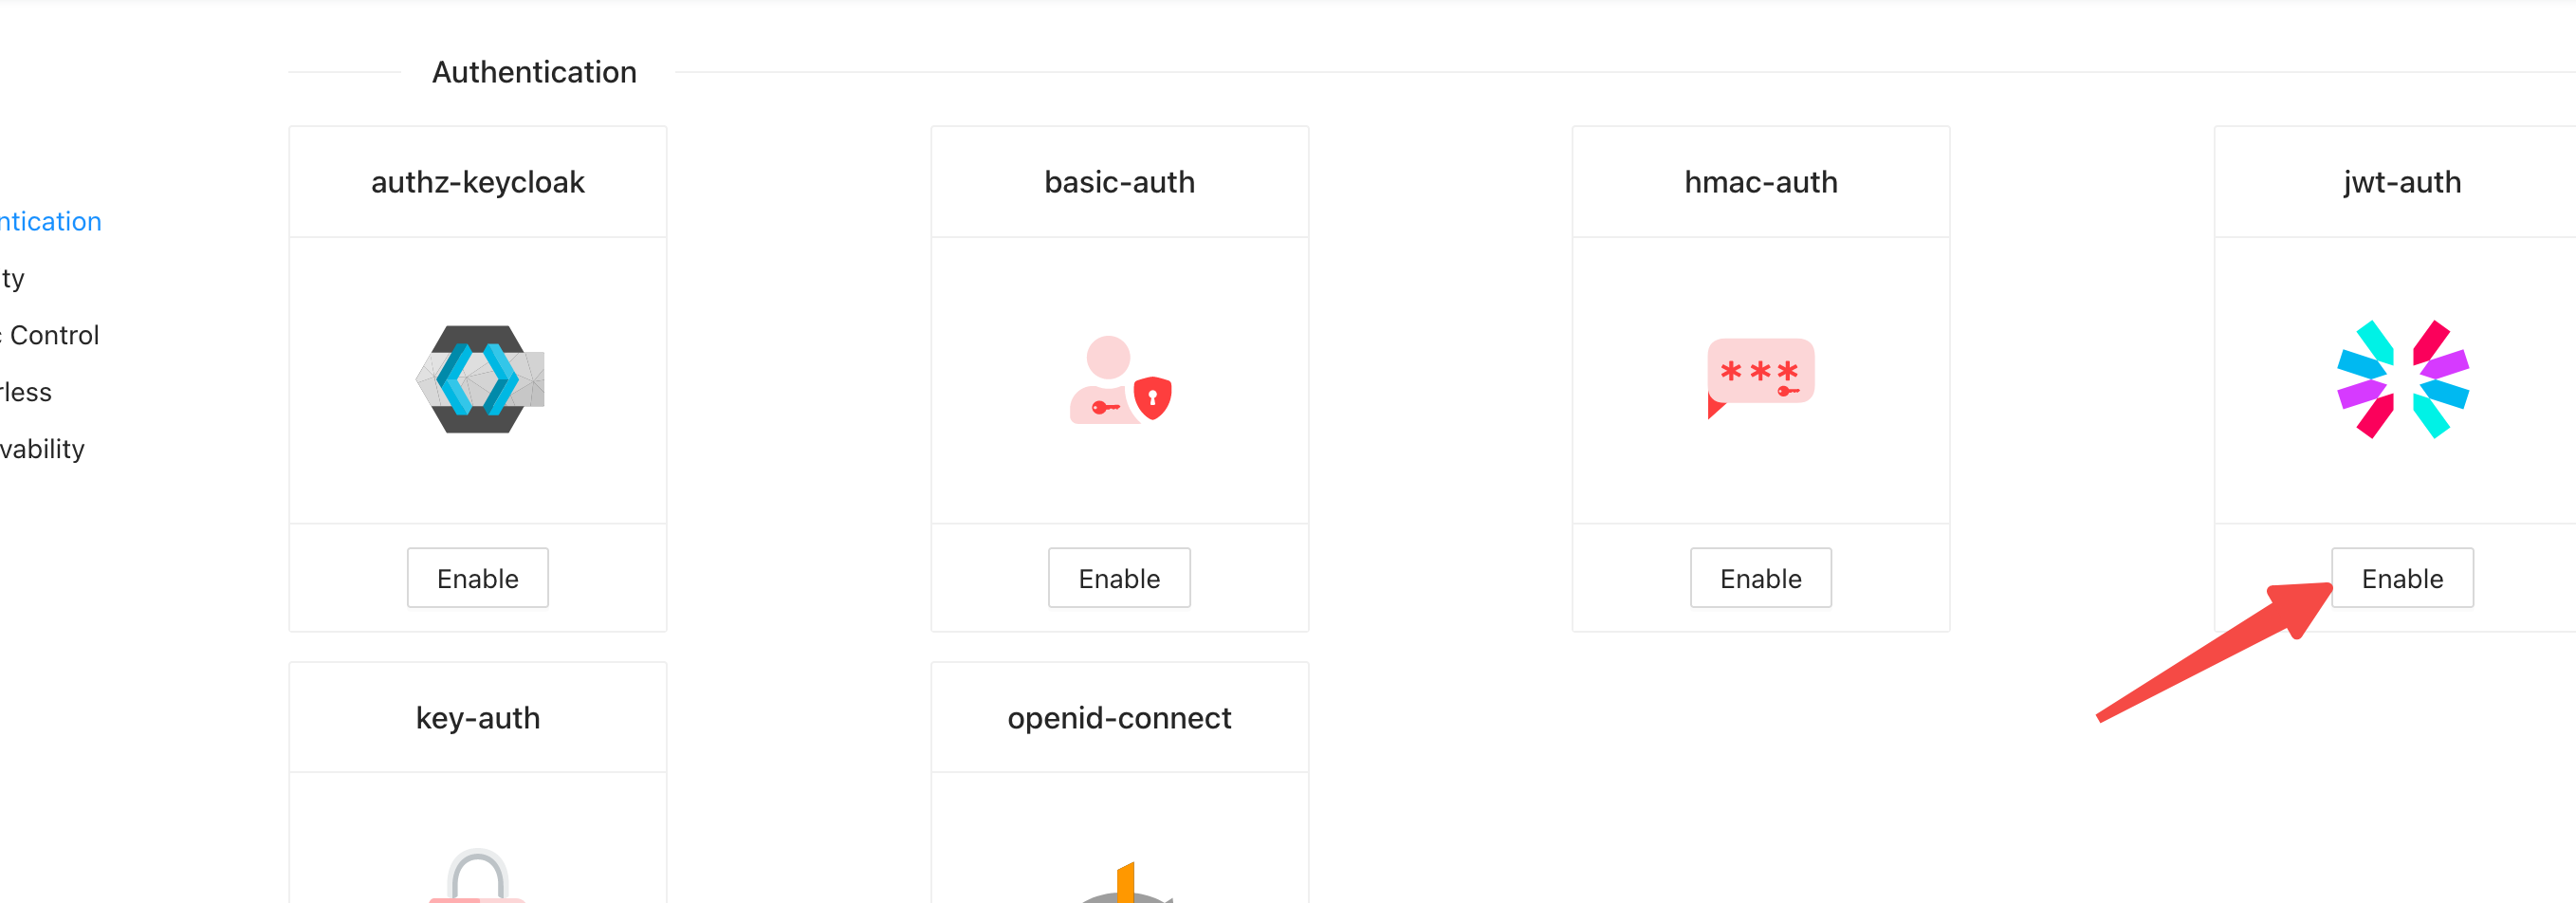 Authentication
authz-keycloak
basic-auth
hmac-auth
jwt-auth
ntication
ty
c Control
rless
vability
***
Enable
Enable
Enable
Enable
key-auth
openid-connect